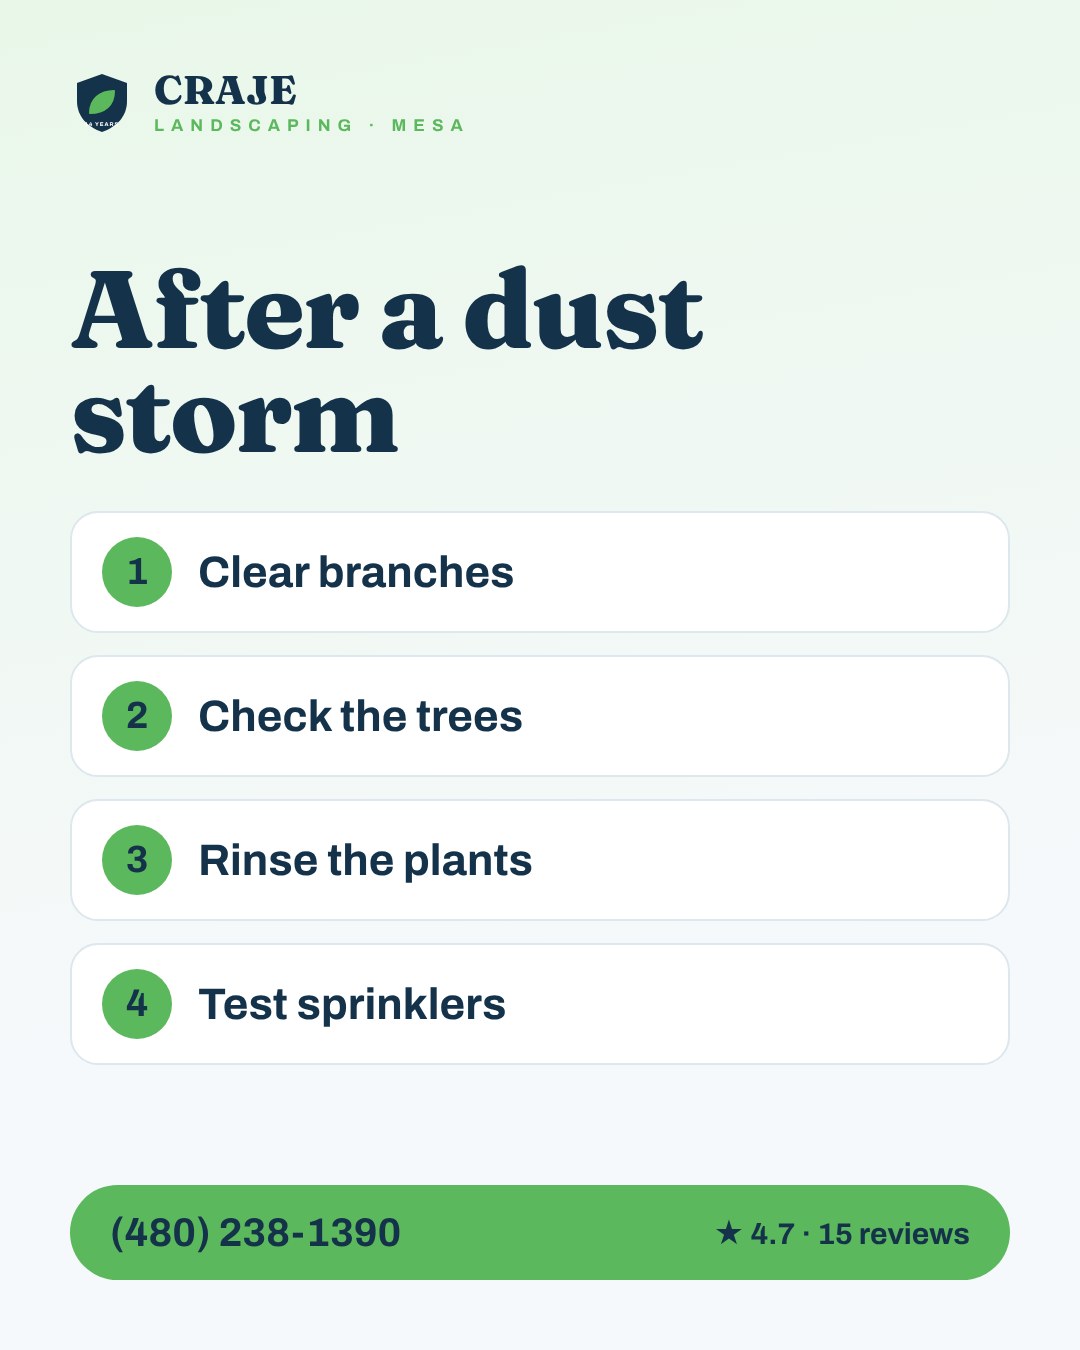 CRAJE
LANDSCAPING · MESA
After a dust
storm
1 Clear branches
2 Check the trees
3 Rinse the plants
4 Test sprinklers
(480) 238-1390 ★ 4.7 · 15 reviews